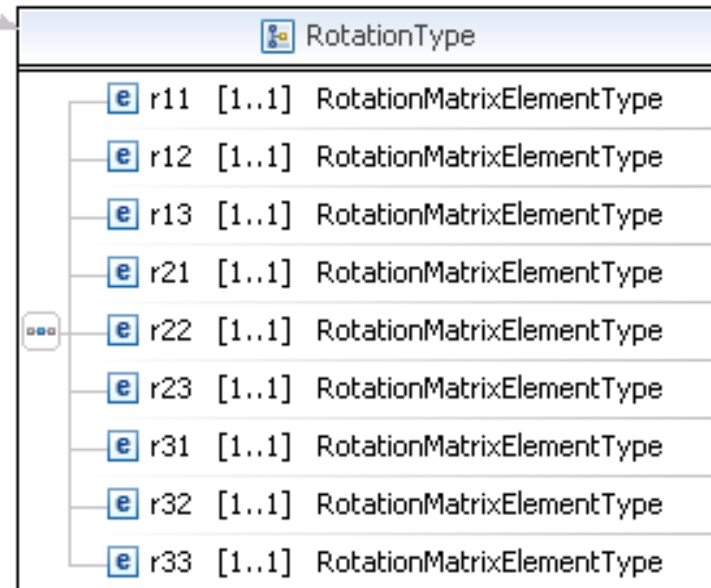 RotationType
e r11 [1..1] RotationMatrixElementType
e r12 [1..1] RotationMatrixElementType
e r13 [1..1] RotationMatrixElementType
e r21 [1..1] RotationMatrixElementType
e r22 [1..1] RotationMatrixElementType
e r23 [1..1] RotationMatrixElementType
e r31 [1..1] RotationMatrixElementType
e r32 [1..1] RotationMatrixElementType
e r33 [1..1] RotationMatrixElementType